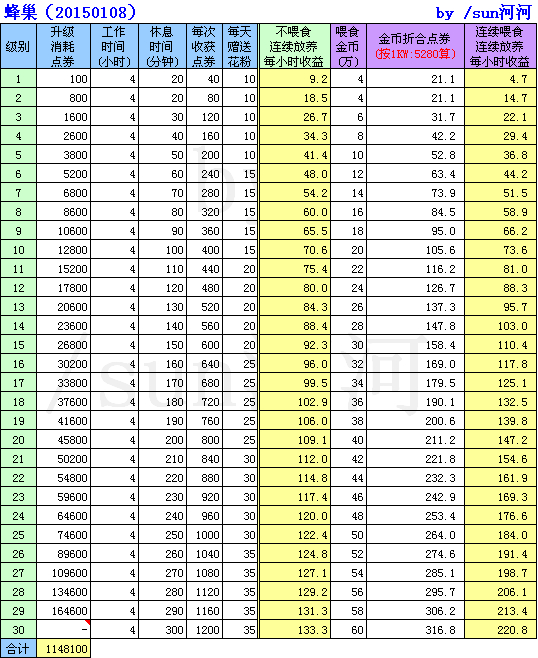 蜂巢（20150108） by /sun河河
级别 升级消耗点券 工作时间(小时) 休息时间(分钟) 每次收获点券 每天赠送花粉 不喂食连续放养每小时收益 喂食金币(万) 金币折合点券(按1KW:5280算) 连续喂食连续放养每小时收益
1 100 4 20 40 10 9.2 4 21.1 4.7
2 800 4 20 80 10 18.5 4 21.1 14.7
3 1600 4 30 120 10 26.7 6 31.7 22.1
4 2600 4 40 160 10 34.3 8 42.2 29.4
5 3800 4 50 200 10 41.4 10 52.8 36.8
6 5200 4 60 240 15 48.0 12 63.4 44.2
7 6800 4 70 280 15 54.2 14 73.9 51.5
8 8600 4 80 320 15 60.0 16 84.5 58.9
9 10600 4 90 360 15 65.5 18 95.0 66.2
10 12800 4 100 400 15 70.6 20 105.6 73.6
11 15200 4 110 440 20 75.4 22 116.2 81.0
12 17800 4 120 480 20 80.0 24 126.7 88.3
13 20600 4 130 520 20 84.3 26 137.3 95.7
14 23600 4 140 560 20 88.4 28 147.8 103.0
15 26800 4 150 600 20 92.3 30 158.4 110.4
16 30200 4 160 640 25 96.0 32 169.0 117.8
17 33800 4 170 680 25 99.5 34 179.5 125.1
18 37600 4 180 720 25 102.9 36 190.1 132.5
19 41600 4 190 760 25 106.0 38 200.6 139.8
20 45800 4 200 800 25 109.1 40 211.2 147.2
21 50200 4 210 840 30 112.0 42 221.8 154.6
22 54800 4 220 880 30 114.8 44 232.3 161.9
23 59600 4 230 920 30 117.4 46 242.9 169.3
24 64600 4 240 960 30 120.0 48 253.4 176.6
25 74600 4 250 1000 30 122.4 50 264.0 184.0
26 89600 4 260 1040 35 124.8 52 274.6 191.4
27 109600 4 270 1080 35 127.1 54 285.1 198.7
28 134600 4 280 1120 35 129.2 56 295.7 206.1
29 164600 4 290 1160 35 131.3 58 306.2 213.4
30 - 4 300 1200 35 133.3 60 316.8 220.8
合计 1148100